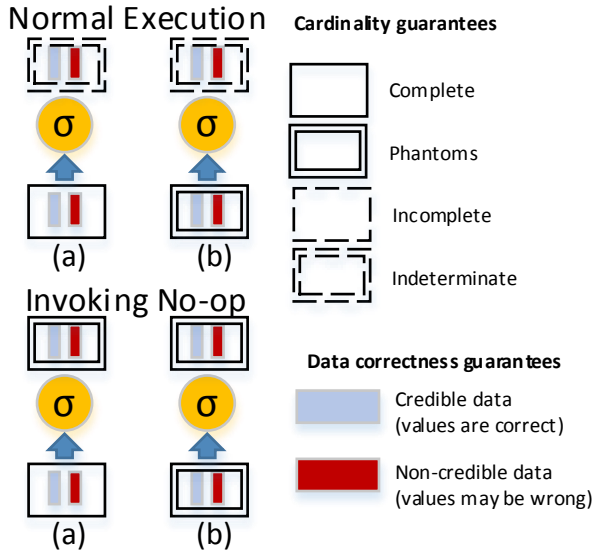 Normal Execution
σ
σ
(a)
(b)
Invoking No-op
σ
σ
(a)
(b)
Cardinality guarantees
Complete
Phantoms
Incomplete
Indeterminate
Data correctness guarantees
Credible data
(values are correct)
Non-credible data
(values may be wrong)